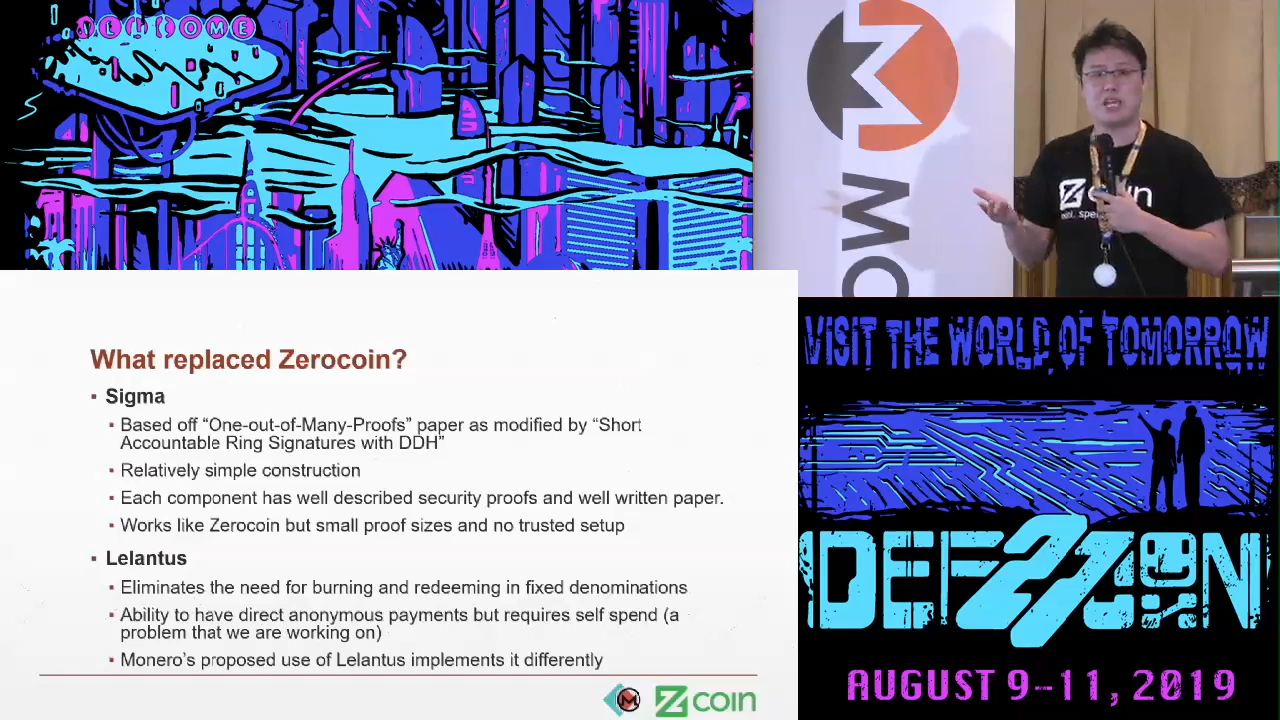 WELCOME
MO
Zcoin
What replaced Zerocoin?
▪ Sigma
▪ Based off “One-out-of-Many-Proofs” paper as modified by “Short
Accountable Ring Signatures with DDH”
▪ Relatively simple construction
▪ Each component has well described security proofs and well written paper.
▪ Works like Zerocoin but small proof sizes and no trusted setup
▪ Lelantus
▪ Eliminates the need for burning and redeeming in fixed denominations
▪ Ability to have direct anonymous payments but requires self spend (a
problem that we are working on)
▪ Monero’s proposed use of Lelantus implements it differently
Zcoin
VISIT THE WORLD OF TOMORROW
DEF 27 CON
AUGUST 9-11, 2019